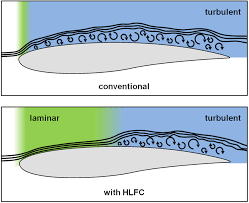 turbulent
conventional
laminar turbulent
with HLFC